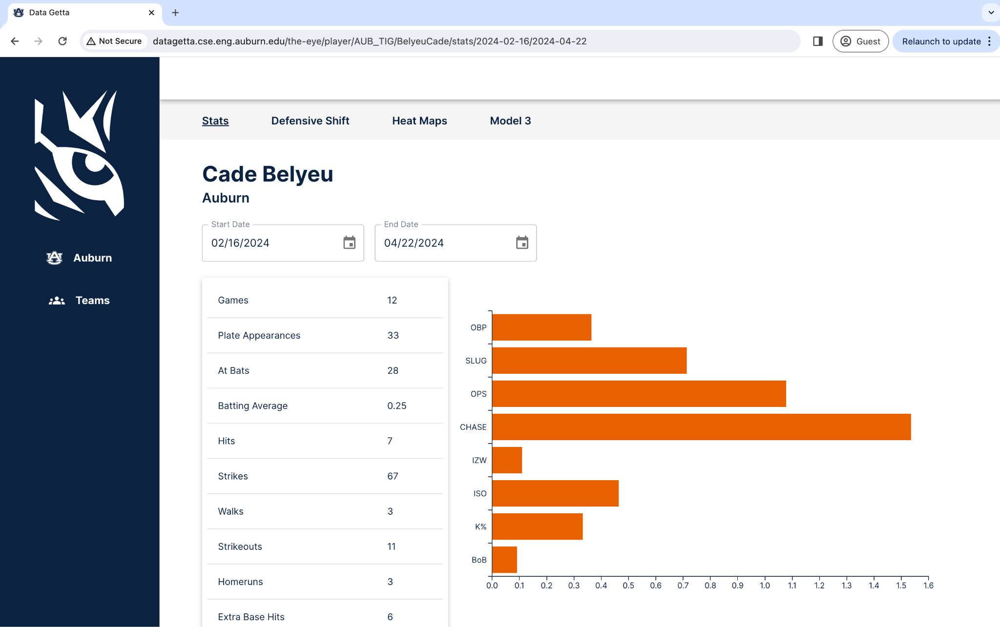 Data Getta
Not Secure
datagetta.cse.eng.auburn.edu/the-eye/player/AUB_TIG/BelyeuCade/stats/2024-02-16/2024-04-22
Guest
Relaunch to update
Auburn
Teams
Stats
Defensive Shift
Heat Maps
Model 3
Cade Belyeu
Auburn
Start Date
02/16/2024
End Date
04/22/2024
Games 12
Plate Appearances 33
At Bats 28
Batting Average 0.25
Hits 7
Strikes 67
Walks 3
Strikeouts 11
Homeruns 3
Extra Base Hits 6
OBP
SLUG
OPS
CHASE
IZW
ISO
K%
BoB
0.0 0.1 0.2 0.3 0.4 0.5 0.6 0.7 0.8 0.9 1.0 1.1 1.2 1.3 1.4 1.5 1.6